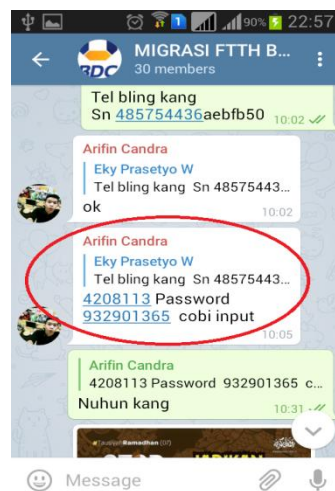 90% 22:57
MIGRASI FTTH B...
BDC
30 members
Tel bling kang
Sn 485754436aebfb50 10:02
Arifin Candra
Eky Prasetyo W
Tel bling kang Sn 48575443...
ok
10:02
Arifin Candra
Eky Prasetyo W
Tel bling kang Sn 48575443...
4208113 Password
932901365 cobi input
10:05
Arifin Candra
4208113 Password 932901365 c...
Nuhun kang
10:31
Ramadhan (07)
Message